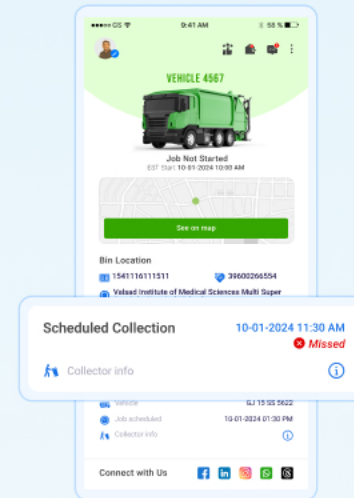 GS
9:41 AM
58 %
VEHICLE 4567
Job Not Started
EST Start 10-01-2024 10:00 AM
See on map
Bin Location
1541116111511
39600266554
Velaad Institute of Medical Sciences Multi Super
Scheduled Collection
10-01-2024 11:30 AM
Missed
Collector info
Vehicle
GJ 15 SS 5622
Job scheduled
10-01-2024 01:30 PM
Collector info
Connect with Us